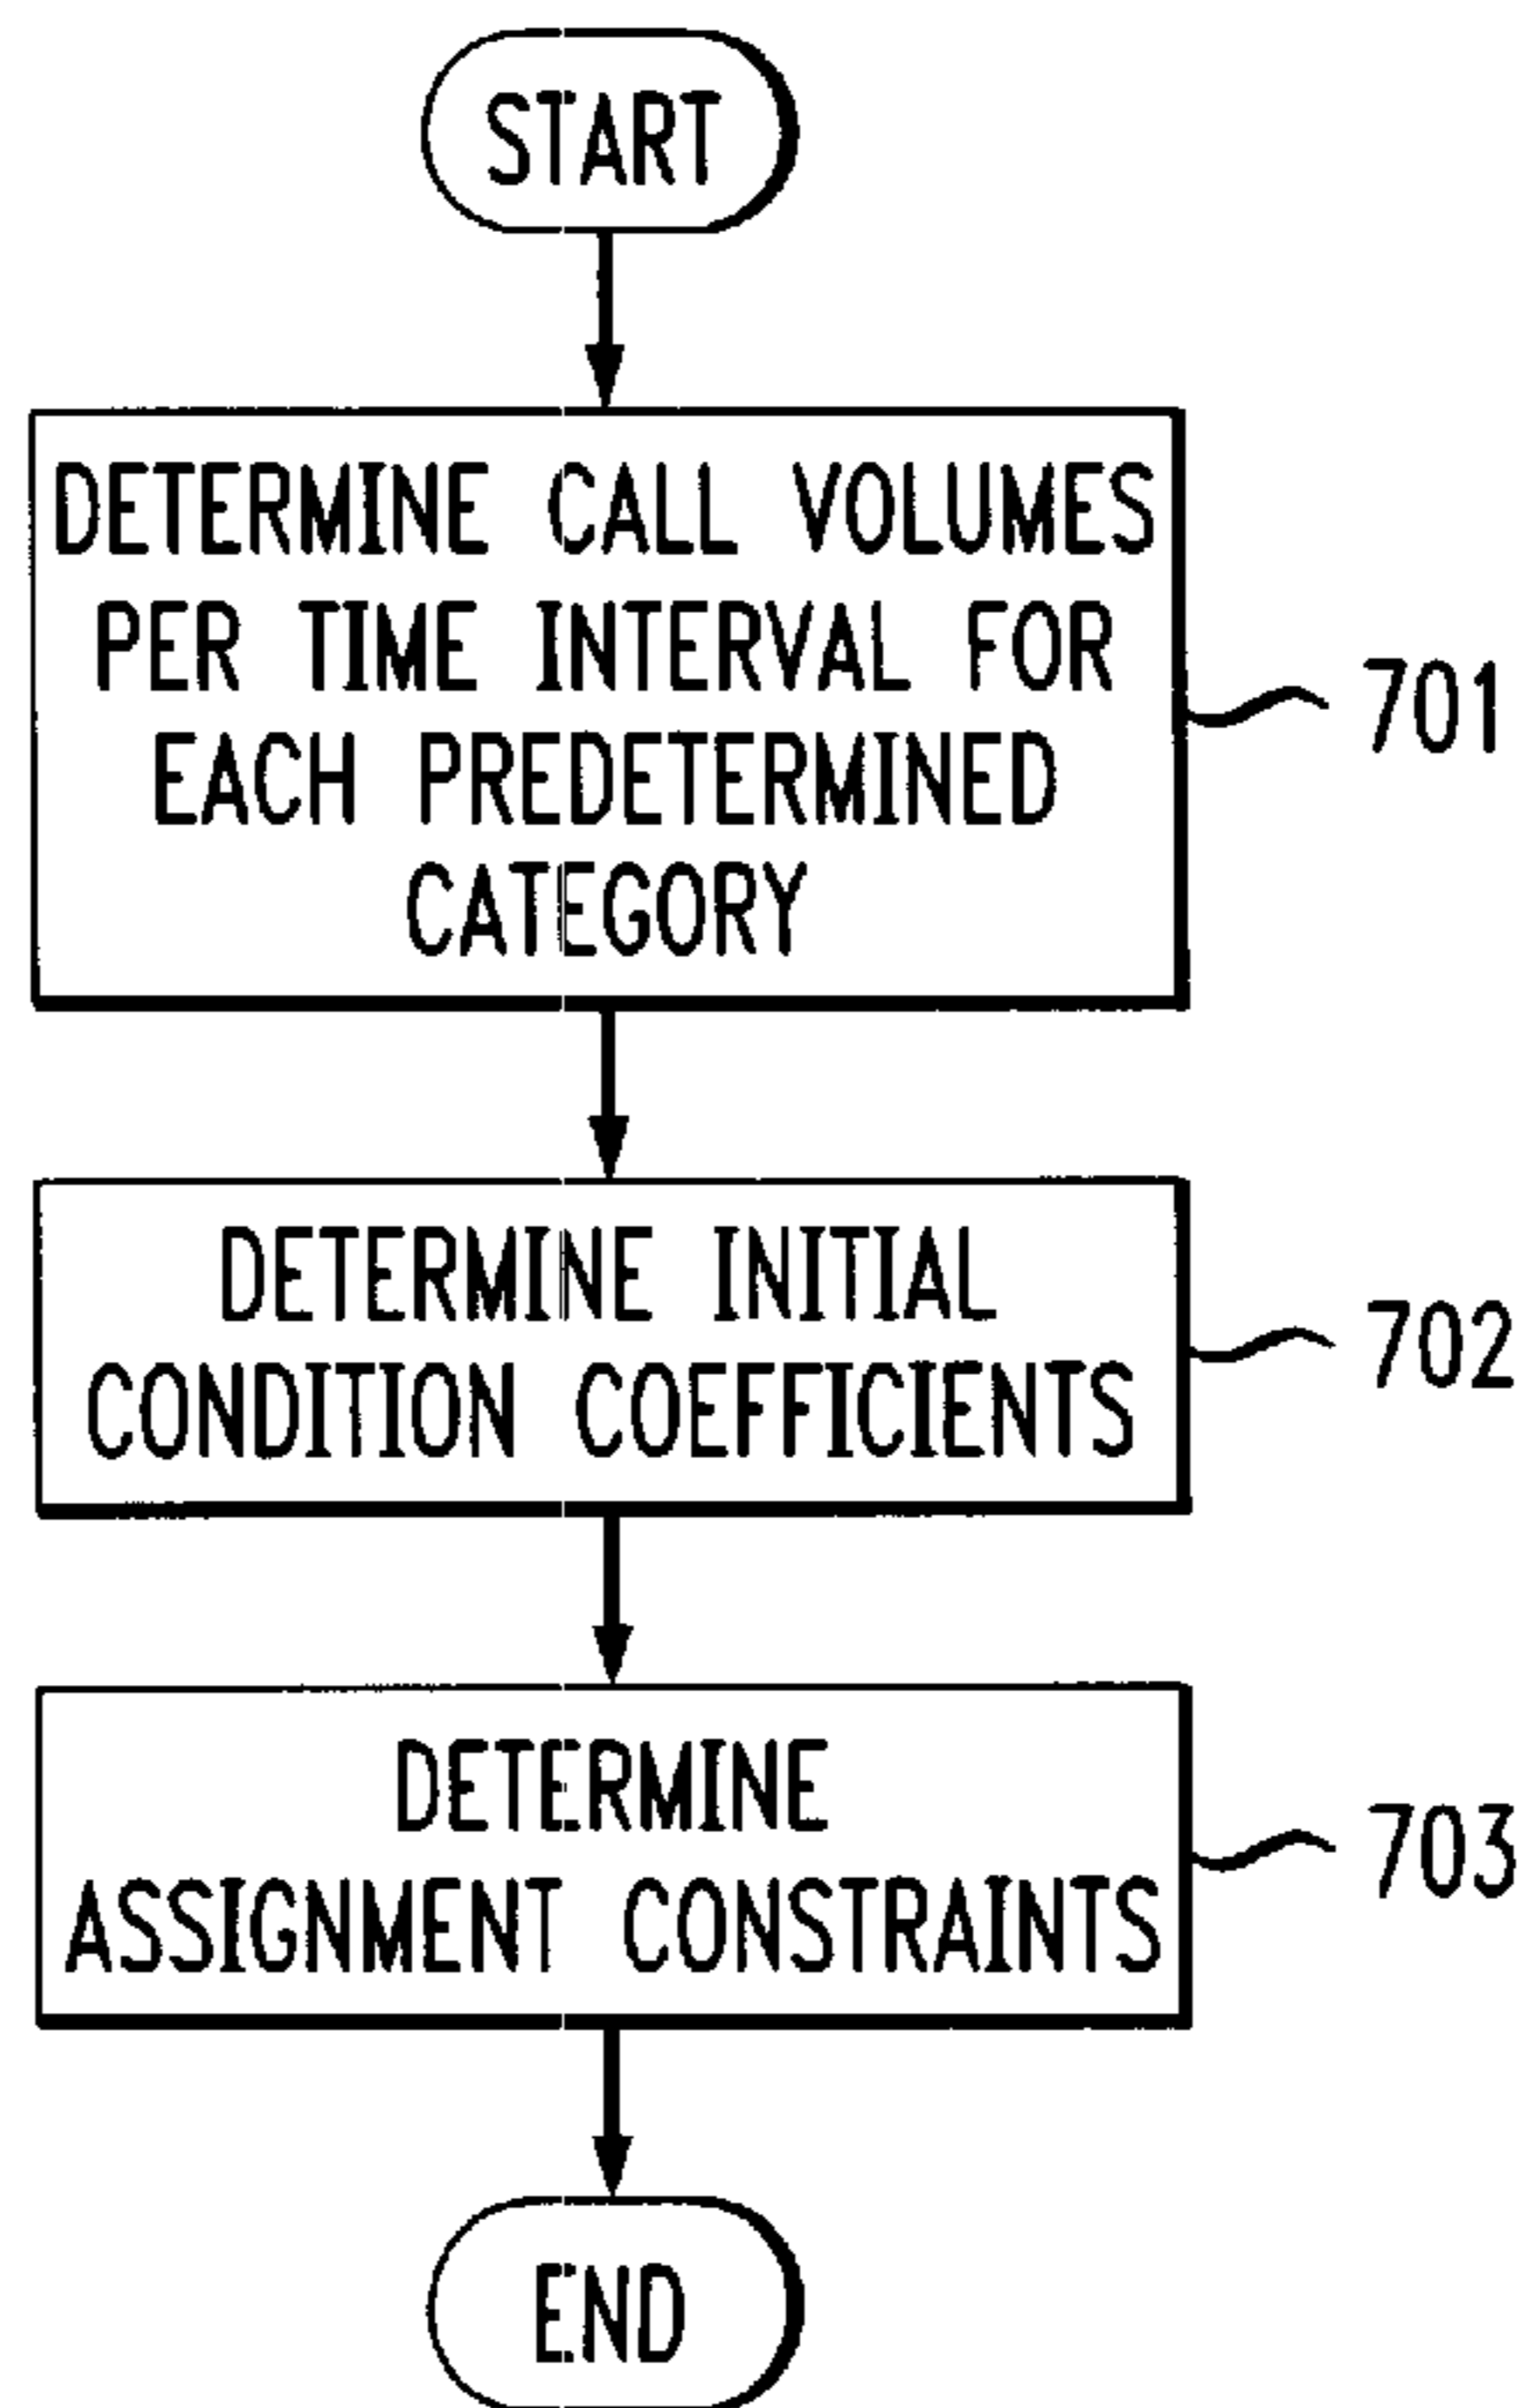 START
DETERMINE CALL VOLUMES
PER TIME INTERVAL FOR
EACH PREDETERMINED
CATEGORY
701
DETERMINE INITIAL
CONDITION COEFFICIENTS
702
DETERMINE
ASSIGNMENT CONSTRAINTS
703
END